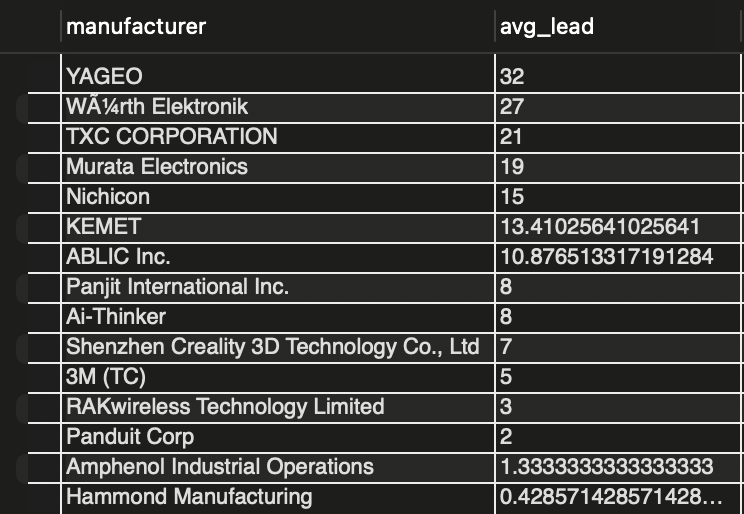 manufacturer avg_lead
YAGEO 32
WÃ¼rth Elektronik 27
TXC CORPORATION 21
Murata Electronics 19
Nichicon 15
KEMET 13.41025641025641
ABLIC Inc. 10.876513317191284
Panjit International Inc. 8
Ai-Thinker 8
Shenzhen Creality 3D Technology Co., Ltd 7
3M (TC) 5
RAKwireless Technology Limited 3
Panduit Corp 2
Amphenol Industrial Operations 1.3333333333333333
Hammond Manufacturing 0.428571428571428…